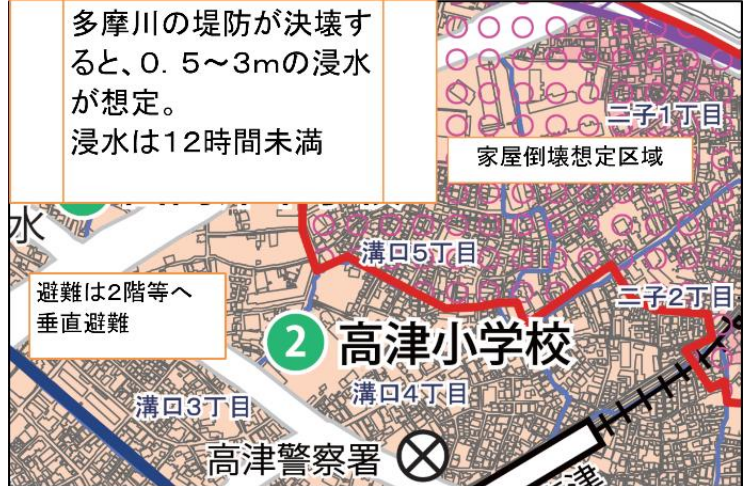 多摩川の堤防が決壊す
ると、0.5～3mの浸水
が想定。
浸水は12時間未満
二子1丁目
家屋倒壊想定区域
水
溝口5丁目
避難は2階等へ
垂直避難
二子2丁目
2 高津小学校
溝口3丁目
溝口4丁目
高津警察署
津